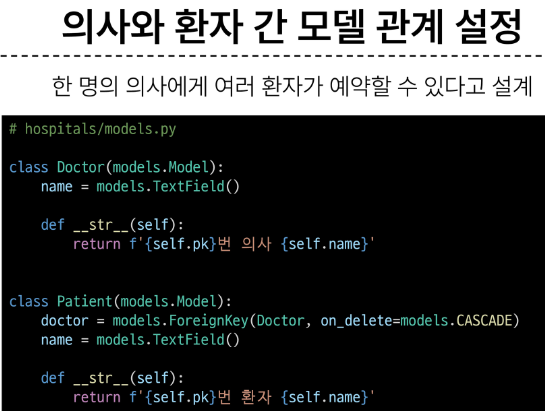 의사와 환자 간 모델 관계 설정
한 명의 의사에게 여러 환자가 예약할 수 있다고 설계
# hospitals/models.py
class Doctor(models.Model):
    name = models.TextField()
    def __str__(self):
        return f'{self.pk}번 의사 {self.name}'
class Patient(models.Model):
    doctor = models.ForeignKey(Doctor, on_delete=models.CASCADE)
    name = models.TextField()
    def __str__(self):
        return f'{self.pk}번 환자 {self.name}'